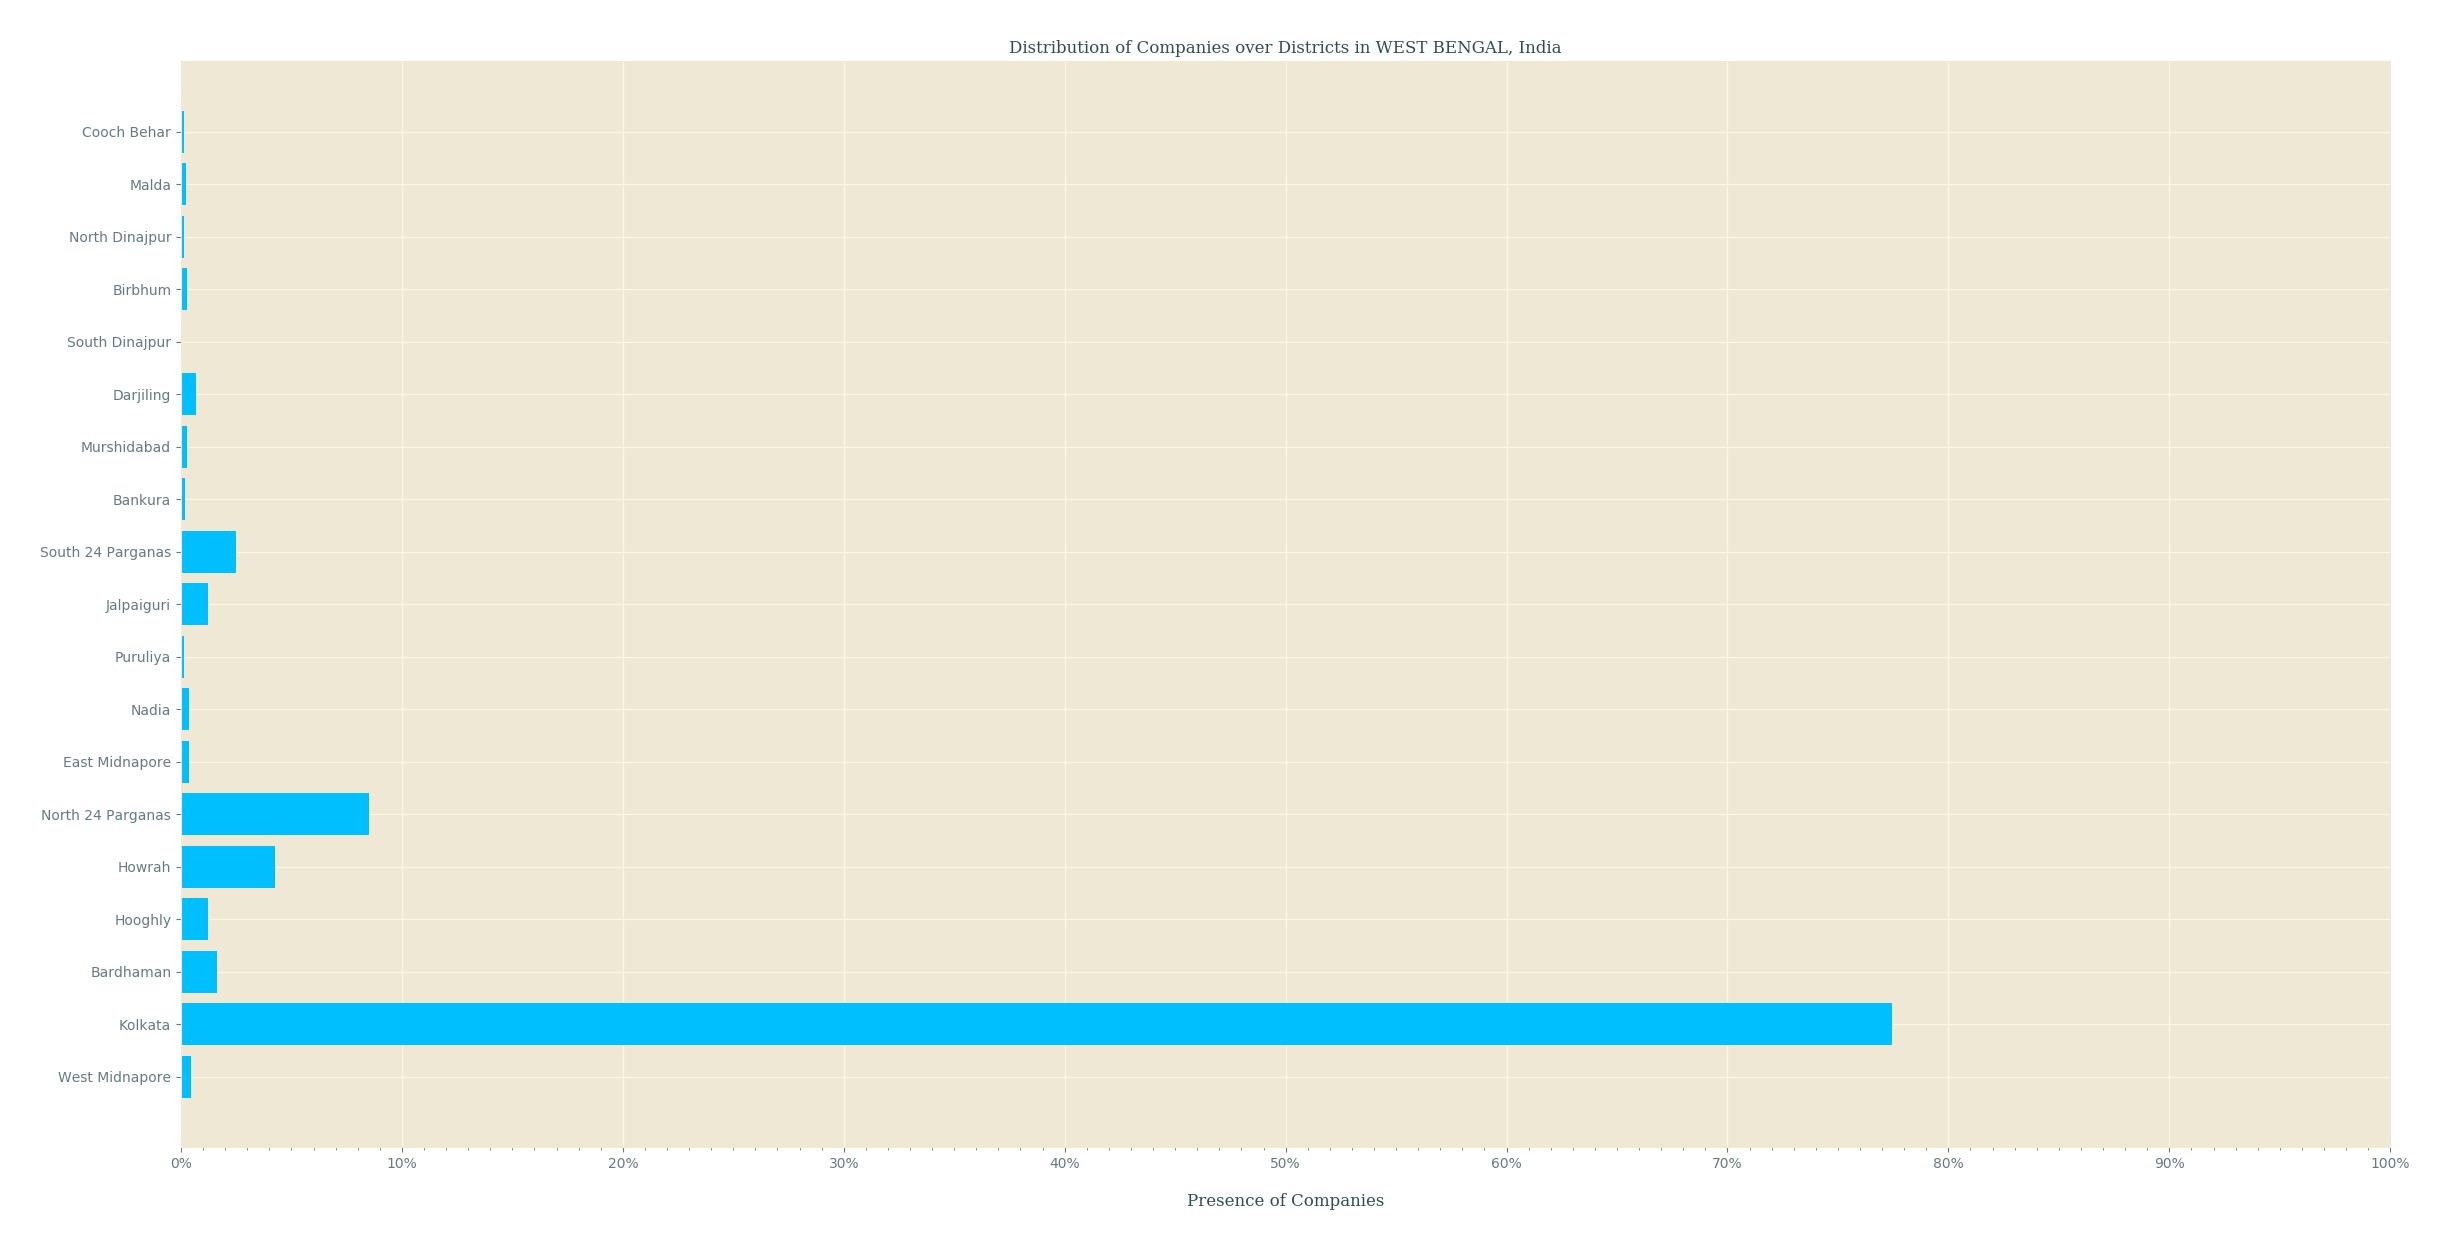 Distribution of Companies over Districts in WEST BENGAL, India
Cooch Behar
Malda
North Dinajpur
Birbhum
South Dinajpur
Darjiling
Murshidabad
Bankura
South 24 Parganas
Jalpaiguri
Puruliya
Nadia
East Midnapore
North 24 Parganas
Howrah
Hooghly
Bardhaman
Kolkata
West Midnapore
0% 10% 20% 30% 40% 50% 60% 70% 80% 90% 100%
Presence of Companies